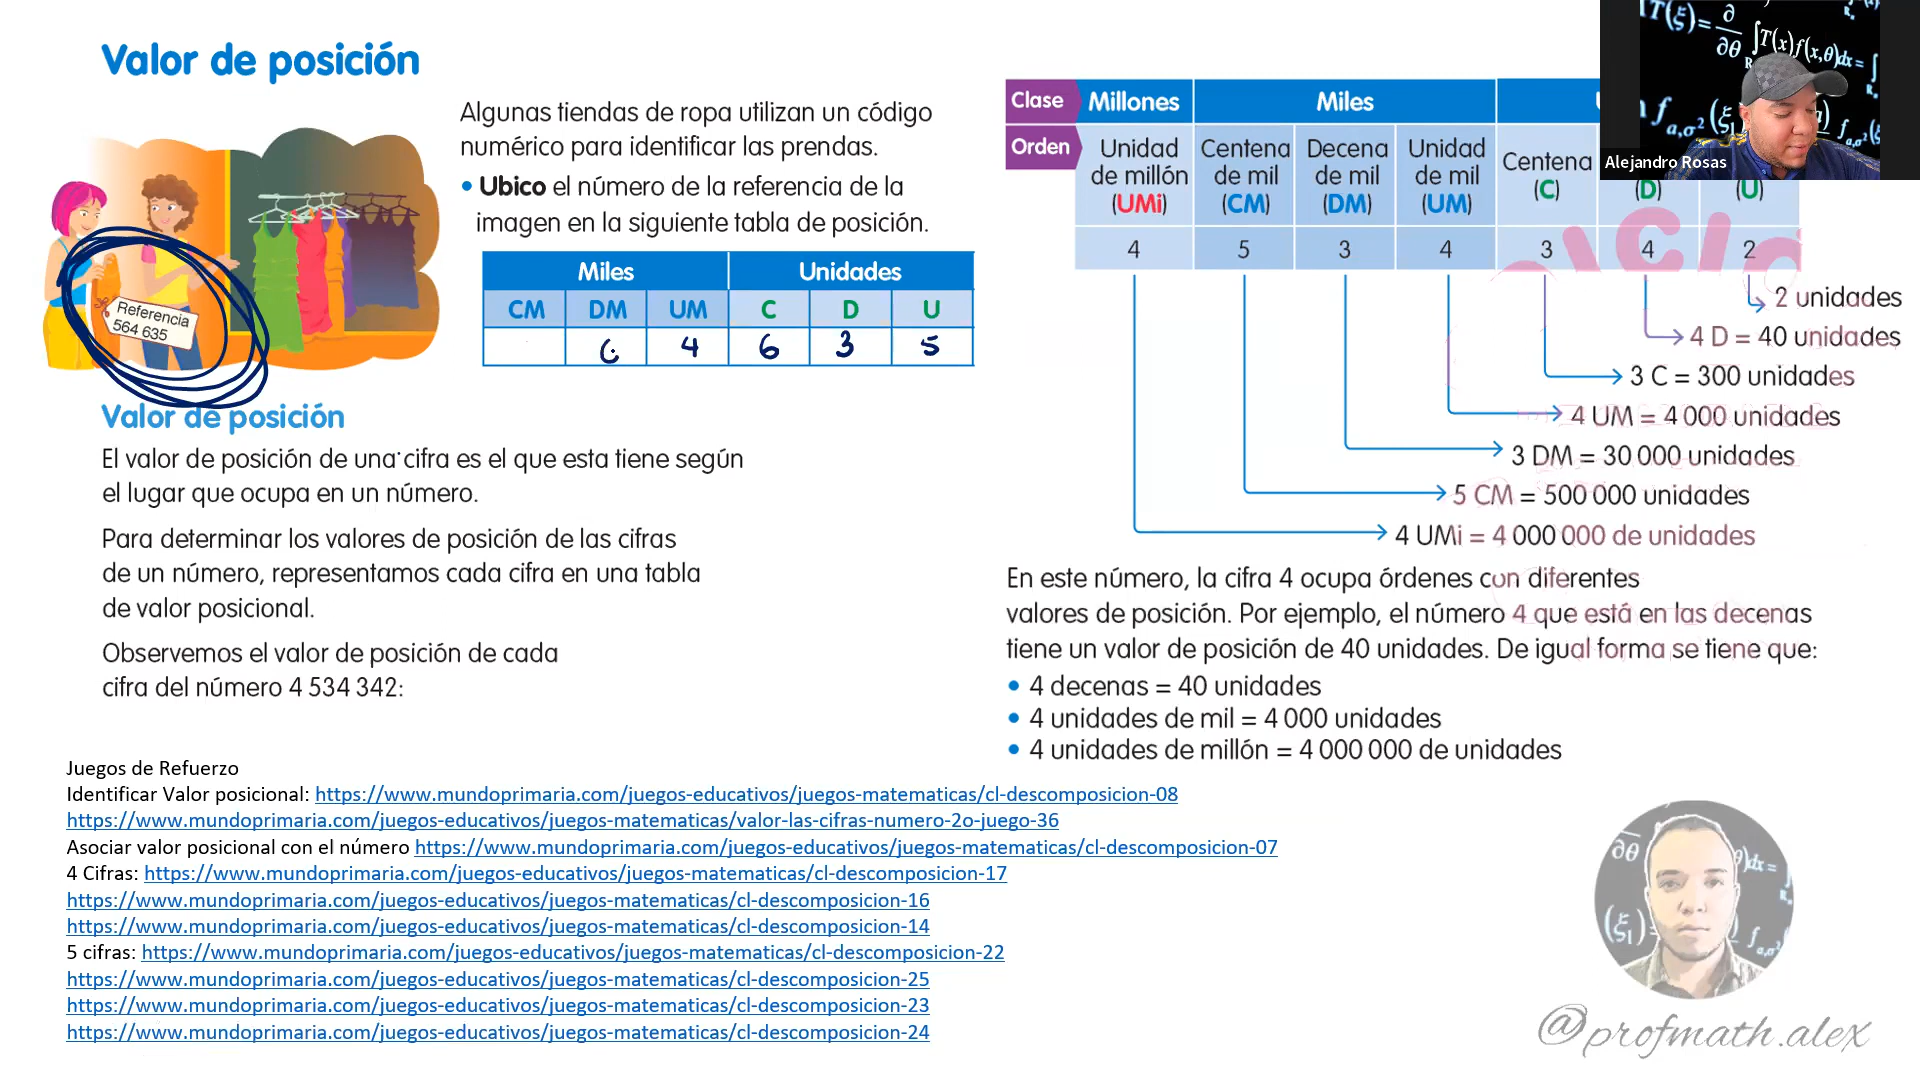 Valor de posición
Algunas tiendas de ropa utilizan un código
numérico para identificar las prendas.
• Ubico el número de la referencia de la
imagen en la siguiente tabla de posición.
Referencia
564 635
Miles Unidades
CM DM UM C D U
4 6 3 5
Valor de posición
El valor de posición de una cifra es el que esta tiene según
el lugar que ocupa en un número.
Para determinar los valores de posición de las cifras
de un número, representamos cada cifra en una tabla
de valor posicional.
Observemos el valor de posición de cada
cifra del número 4 534 342:
Clase Millones Miles
Orden Unidad de millón (UMi) Centena de mil (CM) Decena de mil (DM) Unidad de mil (UM) Centena (C) (D) (U)
4 5 3 4 3 4 2
2 unidades
4 D = 40 unidades
3 C = 300 unidades
4 UM = 4 000 unidades
3 DM = 30 000 unidades
5 CM = 500 000 unidades
4 UMi = 4 000 000 de unidades
En este número, la cifra 4 ocupa órdenes con diferentes
valores de posición. Por ejemplo, el número 4 que está en las decenas
tiene un valor de posición de 40 unidades. De igual forma se tiene que:
• 4 decenas = 40 unidades
• 4 unidades de mil = 4 000 unidades
• 4 unidades de millón = 4 000 000 de unidades
Alejandro Rosas
Juegos de Refuerzo
Identificar Valor posicional: https://www.mundoprimaria.com/juegos-educativos/juegos-matematicas/cl-descomposicion-08
https://www.mundoprimaria.com/juegos-educativos/juegos-matematicas/valor-las-cifras-numero-2o-juego-36
Asociar valor posicional con el número https://www.mundoprimaria.com/juegos-educativos/juegos-matematicas/cl-descomposicion-07
4 Cifras: https://www.mundoprimaria.com/juegos-educativos/juegos-matematicas/cl-descomposicion-17
https://www.mundoprimaria.com/juegos-educativos/juegos-matematicas/cl-descomposicion-16
https://www.mundoprimaria.com/juegos-educativos/juegos-matematicas/cl-descomposicion-14
5 cifras: https://www.mundoprimaria.com/juegos-educativos/juegos-matematicas/cl-descomposicion-22
https://www.mundoprimaria.com/juegos-educativos/juegos-matematicas/cl-descomposicion-25
https://www.mundoprimaria.com/juegos-educativos/juegos-matematicas/cl-descomposicion-23
https://www.mundoprimaria.com/juegos-educativos/juegos-matematicas/cl-descomposicion-24
@profmath.alex